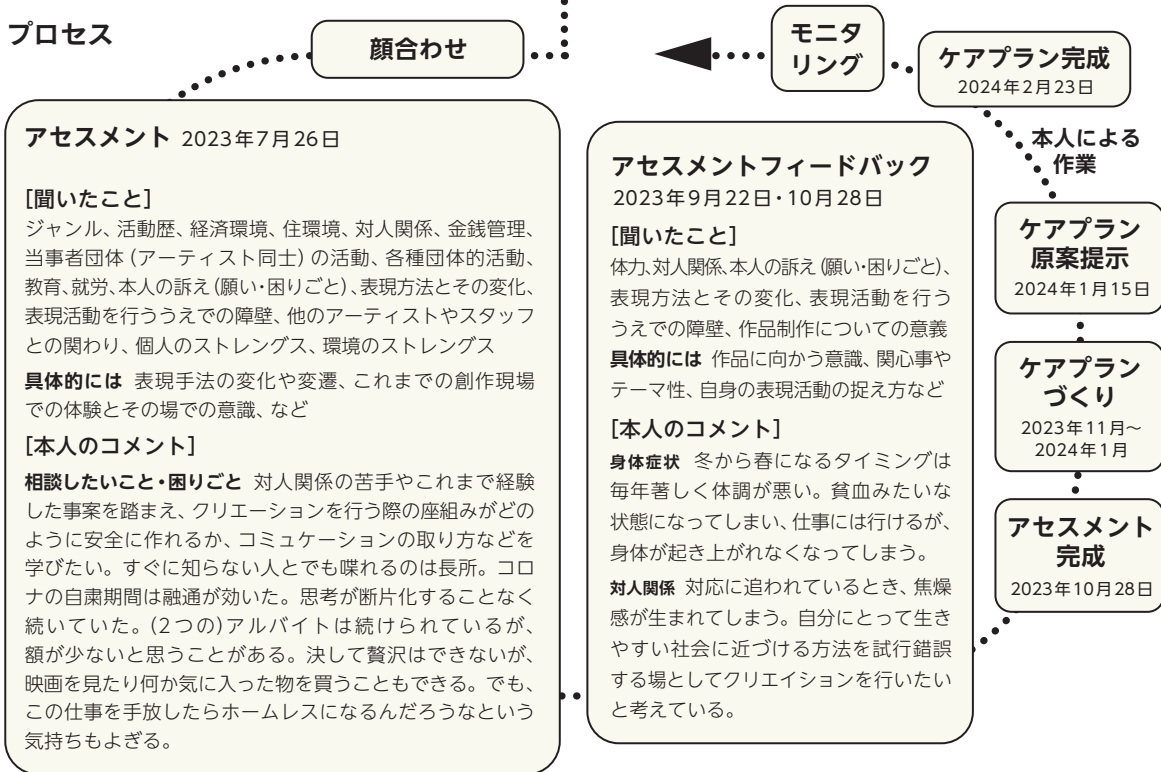 プロセス
顔合わせ
アセスメント 2023年7月26日
[聞いたこと]
ジャンル、活動歴、経済環境、住環境、対人関係、金銭管理、
当事者団体(アーティスト同士)の活動、各種団体的活動、
教育、就労、本人の訴え(願い・困りごと)、表現方法とその変化、
表現活動を行ううえでの障壁、他のアーティストやスタッフ
との関わり、個人のストレングス、環境のストレングス
具体的には 表現手法の変化や変遷、これまでの創作現場
での体験とその場での意識、など
[本人のコメント]
相談したいこと・困りごと 対人関係の苦手やこれまで経験
した事案を踏まえ、クリエーションを行う際の座組みがどの
ように安全に作れるか、コミュケーションの取り方などを
学びたい。すぐに知らない人とでも喋れるのは長所。コロ
ナの自粛期間は融通が効いた。思考が断片化することなく
続いていた。(2つの)アルバイトは続けられているが、
額が少ないと思うことがある。決して贅沢はできないが、
映画を見たり何か気に入った物を買うこともできる。でも、
この仕事を手放したらホームレスになるんだろうなという
気持ちもよぎる。
アセスメントフィードバック
2023年9月22日・10月28日
[聞いたこと]
体力、対人関係、本人の訴え(願い・困りごと)、
表現方法とその変化、表現活動を行う
うえでの障壁、作品制作についての意義
具体的には 作品に向かう意識、関心事や
テーマ性、自身の表現活動の捉え方など
[本人のコメント]
身体症状 冬から春になるタイミングは
毎年著しく体調が悪い。貧血みたいな
状態になってしまい、仕事には行けるが、
身体が起き上がれなくなってしまう。
対人関係 対応に追われているとき、焦燥
感が生まれてしまう。自分にとって生き
やすい社会に近づける方法を試行錯誤
する場としてクリエイションを行いたい
と考えている。
アセスメント
完成
2023年10月28日
ケアプラン
づくり
2023年11月〜
2024年1月
ケアプラン
原案提示
2024年1月15日
本人による
作業
ケアプラン完成
2024年2月23日
モニタ
リング